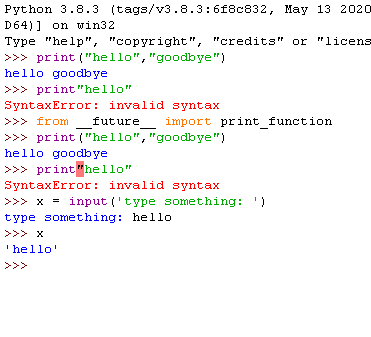 Python 3.8.3 (tags/v3.8.3:6f8c832, May 13 2020
D64)] on win32
Type "help", "copyright", "credits" or "licens
>>> print("hello","goodbye")
hello goodbye
>>> print"hello"
SyntaxError: invalid syntax
>>> from __future__ import print_function
>>> print("hello","goodbye")
hello goodbye
>>> print"hello"
SyntaxError: invalid syntax
>>> x = input('type something: ')
type something: hello
>>> x
'hello'
>>>